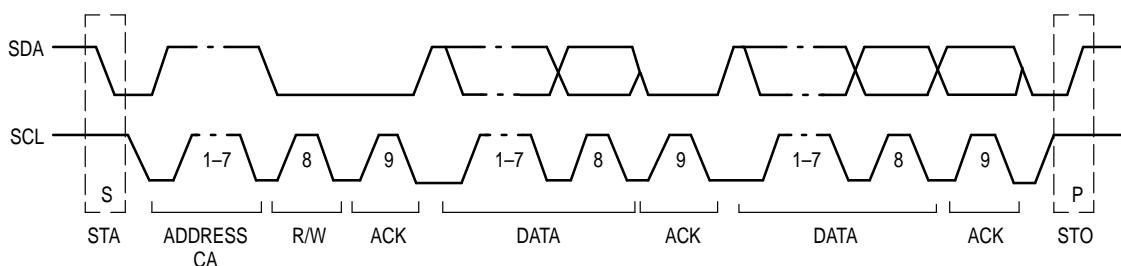 SDA
SCL
1–7 8 9 1–7 8 9 1–7 8 9
S P
STA ADDRESS R/W ACK DATA ACK DATA ACK STO
CA